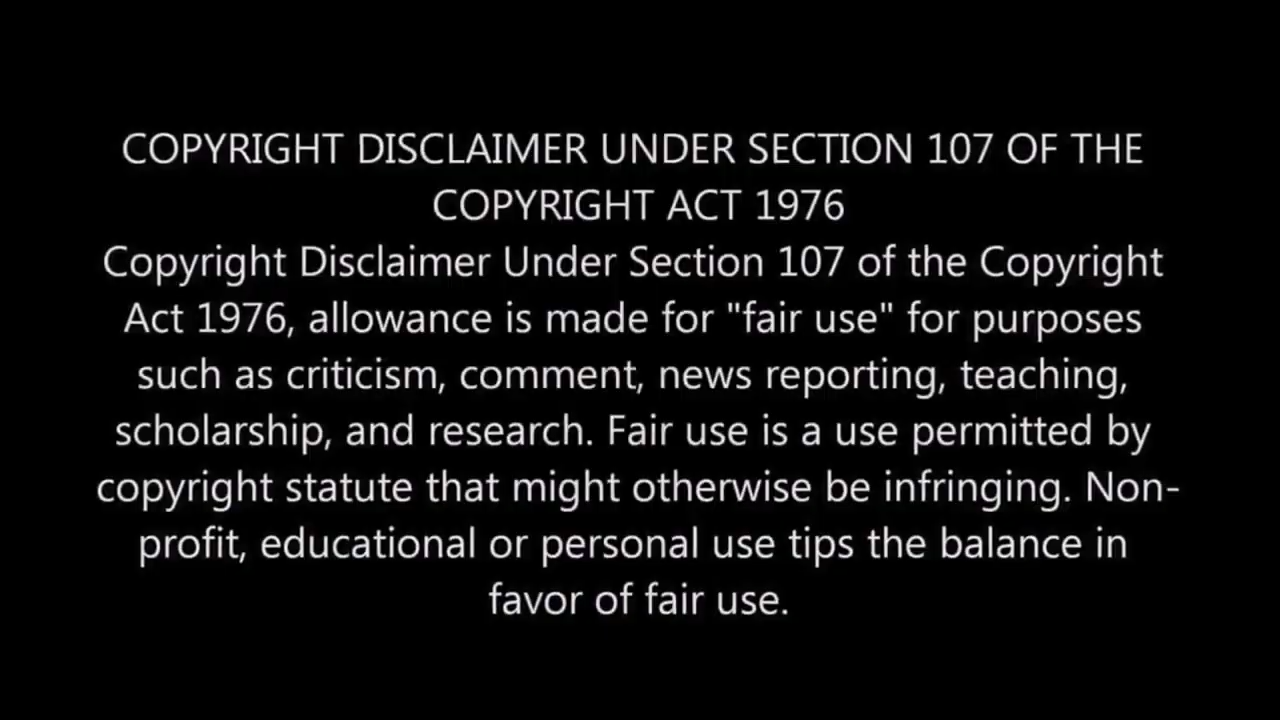 COPYRIGHT DISCLAIMER UNDER SECTION 107 OF THE
COPYRIGHT ACT 1976
Copyright Disclaimer Under Section 107 of the Copyright
Act 1976, allowance is made for "fair use" for purposes
such as criticism, comment, news reporting, teaching,
scholarship, and research. Fair use is a use permitted by
copyright statute that might otherwise be infringing. Non-
profit, educational or personal use tips the balance in
favor of fair use.